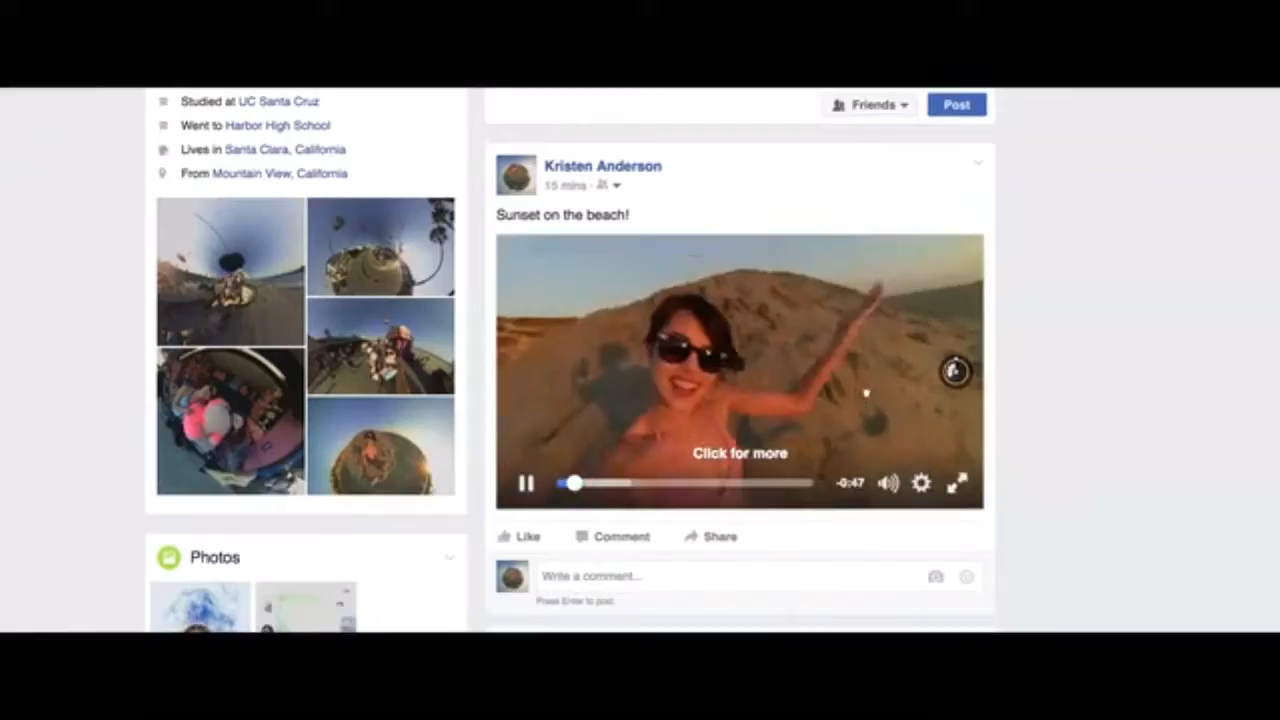 Studied at UC Santa Cruz
Went to Harbor High School
Lives in Santa Clara, California
From Mountain View, California
Photos
Friends
Post
Kristen Anderson
15 mins ·
Sunset on the beach!
Click for more
-0:47
Like
Comment
Share
Write a comment...
Press Enter to post.